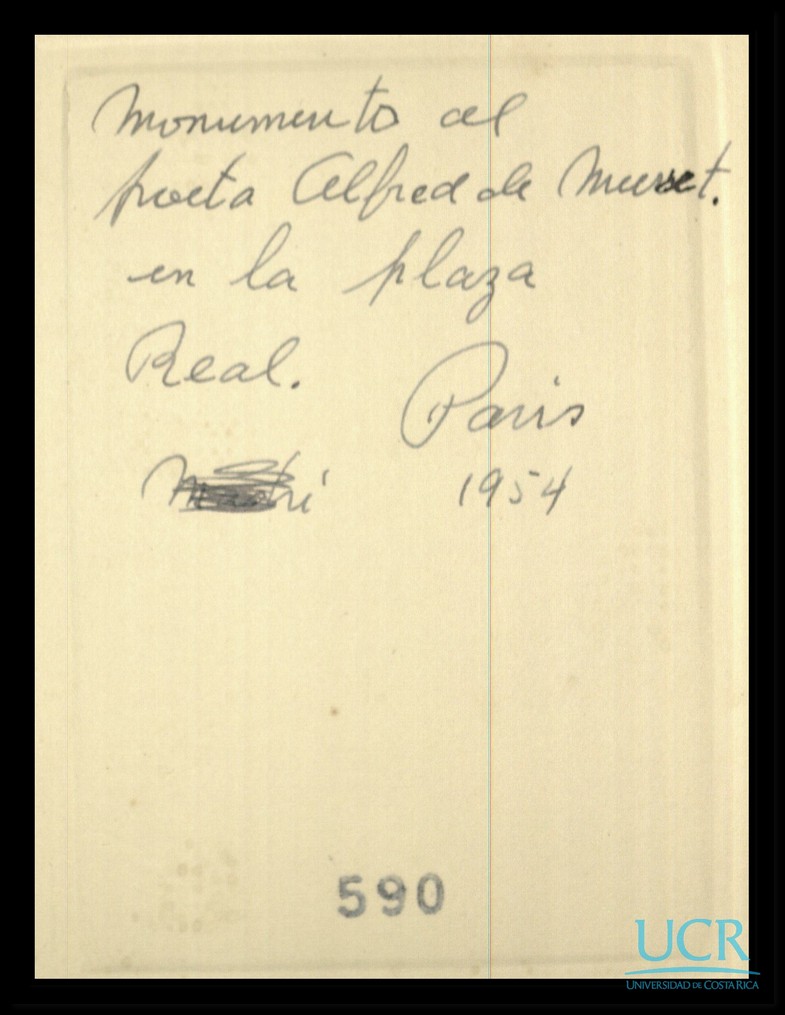 Monumento al
poeta Alfred de Musset.
en la plaza
Real.
Paris
1954
590
UCR
UNIVERSIDAD DE COSTA RICA